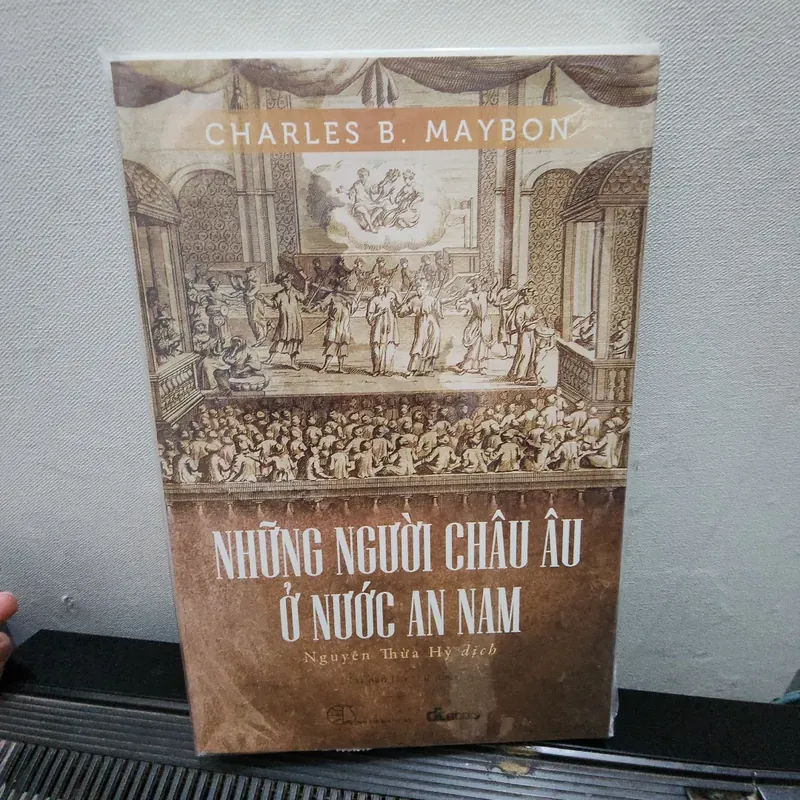 CHARLES B. MAYBON
NHỮNG NGƯỜI CHÂU ÂU
Ở NƯỚC AN NAM
Nguyễn Thừa Hỷ dịch